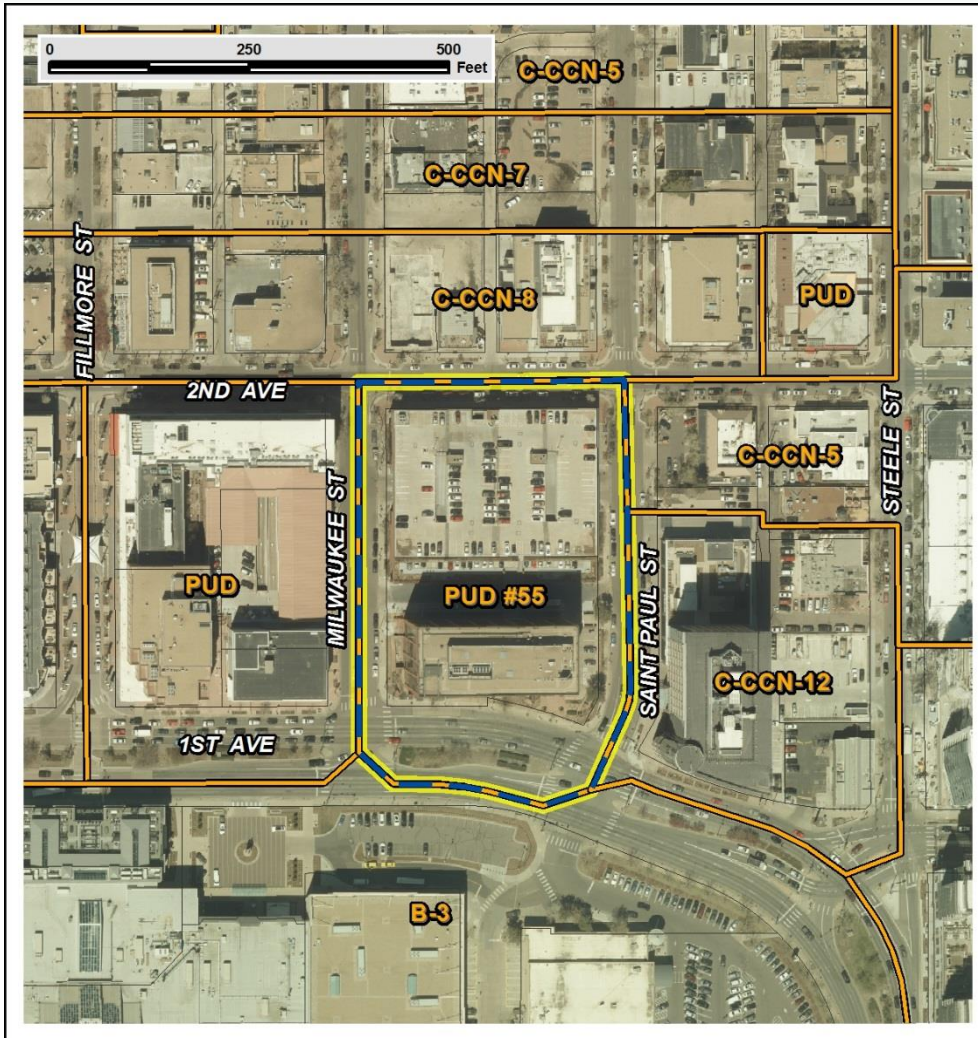 0 250 500
Feet
C-CCN-5
C-CCN-7
FILLMORE ST
C-CCN-8
PUD
2ND AVE
STEELE ST
C-CCN-5
MILWAUKEE ST
PUD
PUD #55
SAINT PAUL ST
C-CCN-12
1ST AVE
B-3